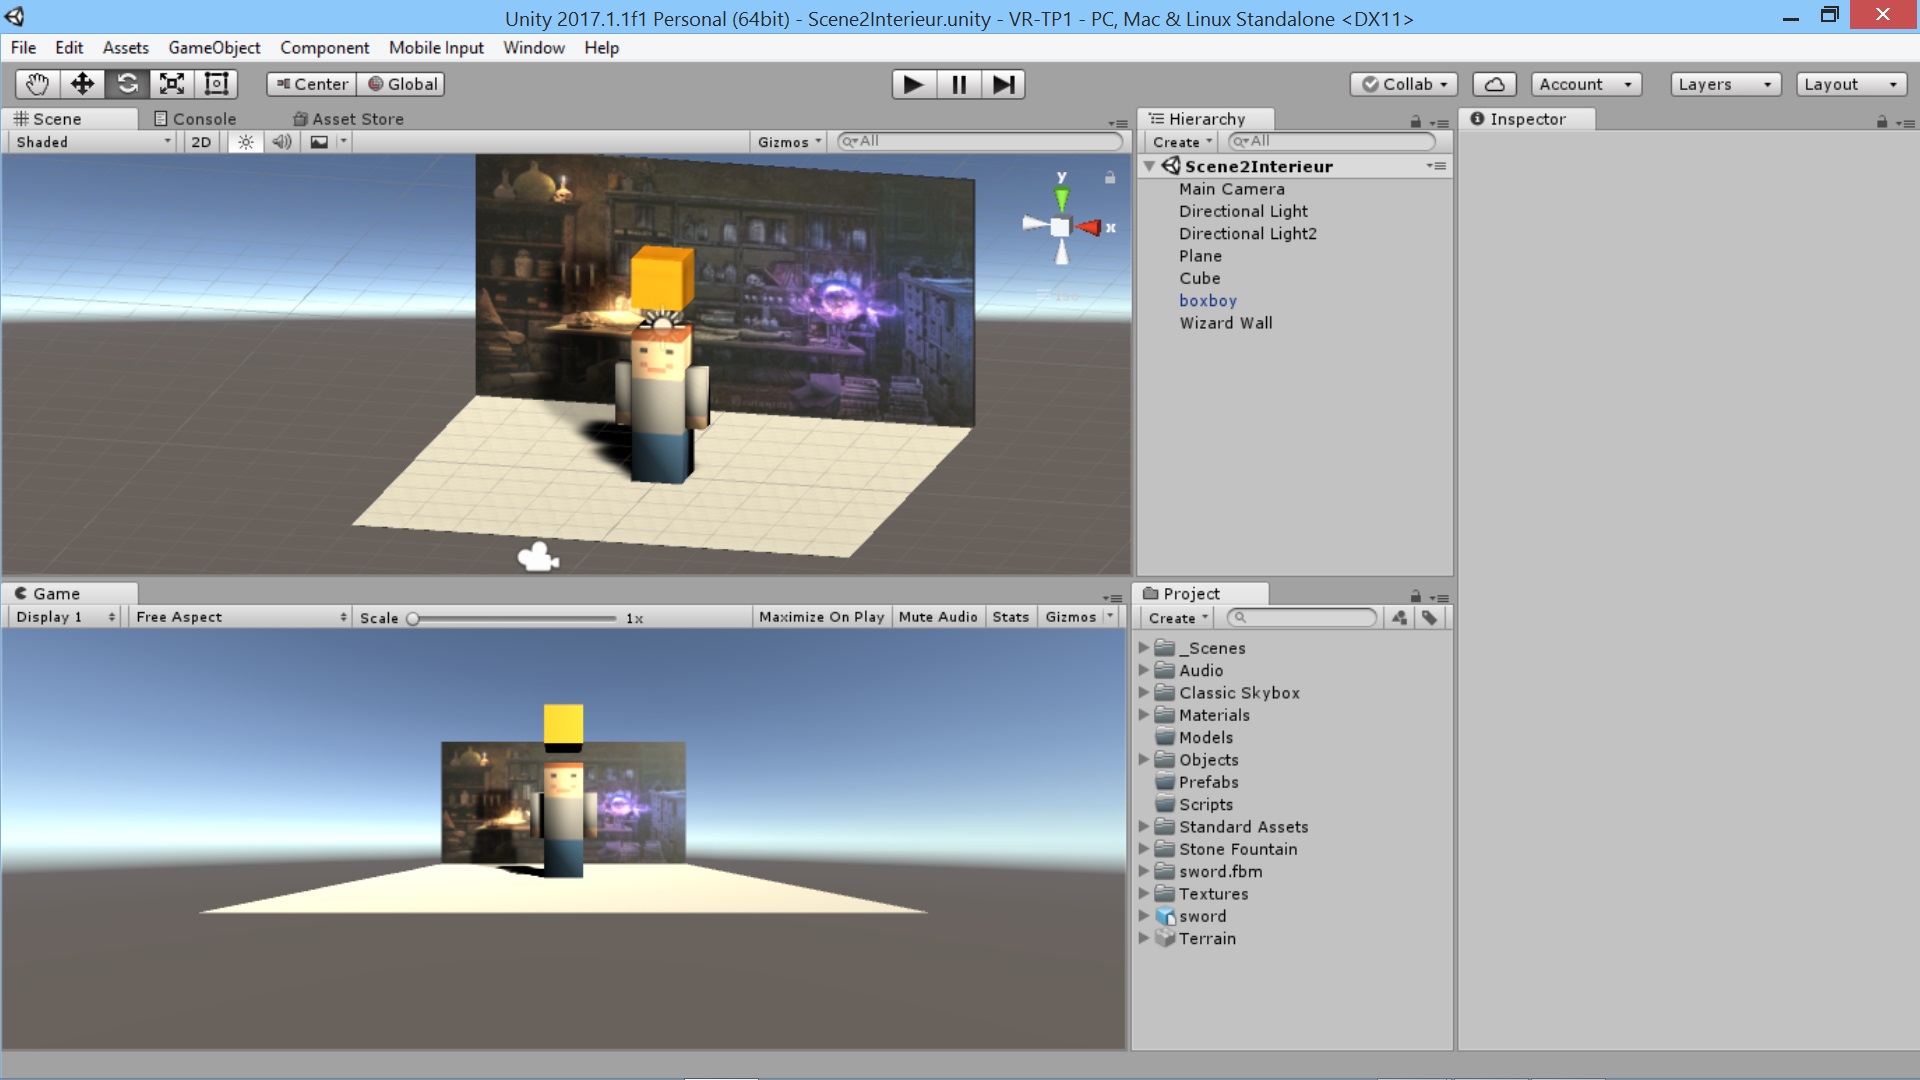 Unity 2017.1.1f1 Personal (64bit) - Scene2Interieur.unity - VR-TP1 - PC, Mac & Linux Standalone <DX11>
File Edit Assets GameObject Component Mobile Input Window Help
Center Global Collab Account Layers Layout
Scene Console Asset Store
Shaded 2D Gizmos All
y
x
Hierarchy
Create All
Scene2Interieur
Main Camera
Directional Light
Directional Light2
Plane
Cube
boxboy
Wizard Wall
Inspector
Game
Display 1 Free Aspect Scale 1x Maximize On Play Mute Audio Stats Gizmos
Project
Create
_Scenes
Audio
Classic Skybox
Materials
Models
Objects
Prefabs
Scripts
Standard Assets
Stone Fountain
sword.fbm
Textures
sword
Terrain